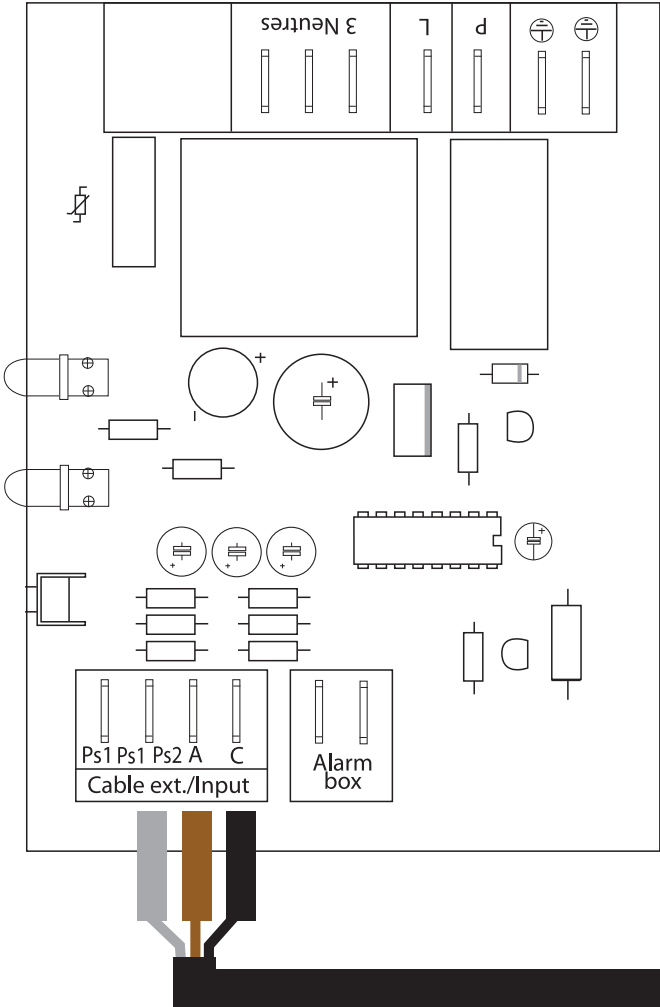 3 Neutres L P
Ps1 Ps1 Ps2 A C
Cable ext./Input
Alarm
box